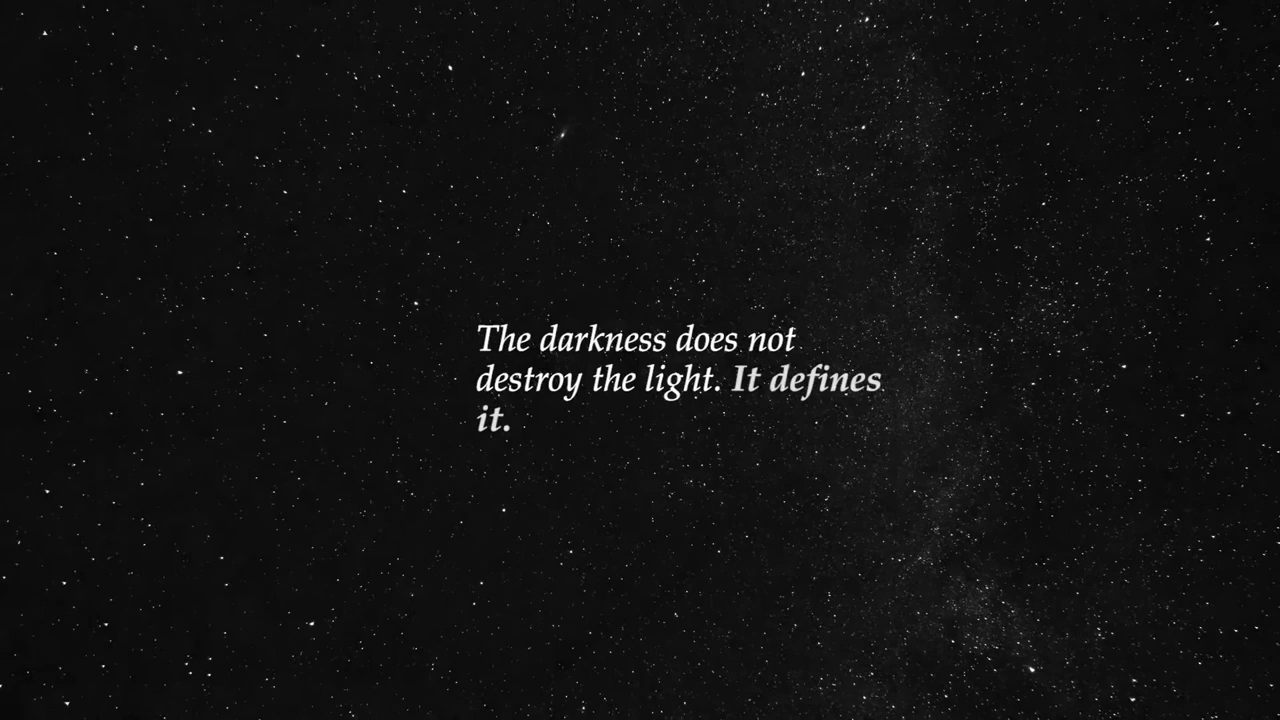 The darkness does not
destroy the light. It defines
it.